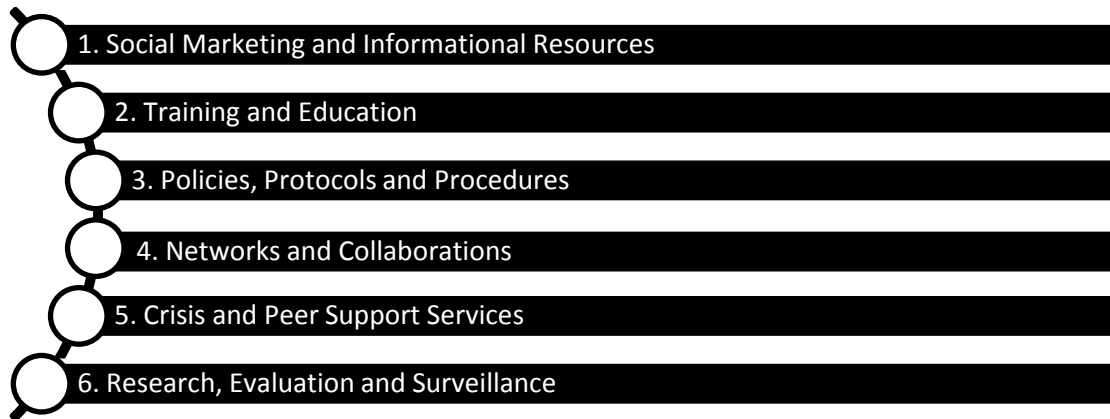 1. Social Marketing and Informational Resources
2. Training and Education
3. Policies, Protocols and Procedures
4. Networks and Collaborations
5. Crisis and Peer Support Services
6. Research, Evaluation and Surveillance